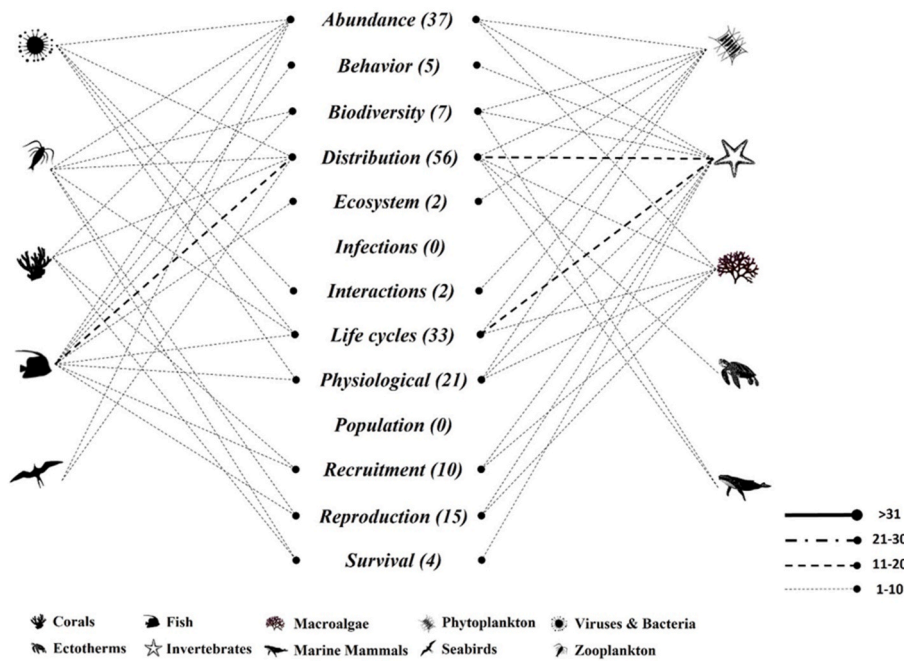 Abundance (37)
Behavior (5)
Biodiversity (7)
Distribution (56)
Ecosystem (2)
Infections (0)
Interactions (2)
Life cycles (33)
Physiological (21)
Population (0)
Recruitment (10)
Reproduction (15)
Survival (4)
>31
21-30
11-20
1-10
Corals Fish Macroalgae Phytoplankton Viruses & Bacteria
Ectotherms Invertebrates Marine Mammals Seabirds Zooplankton